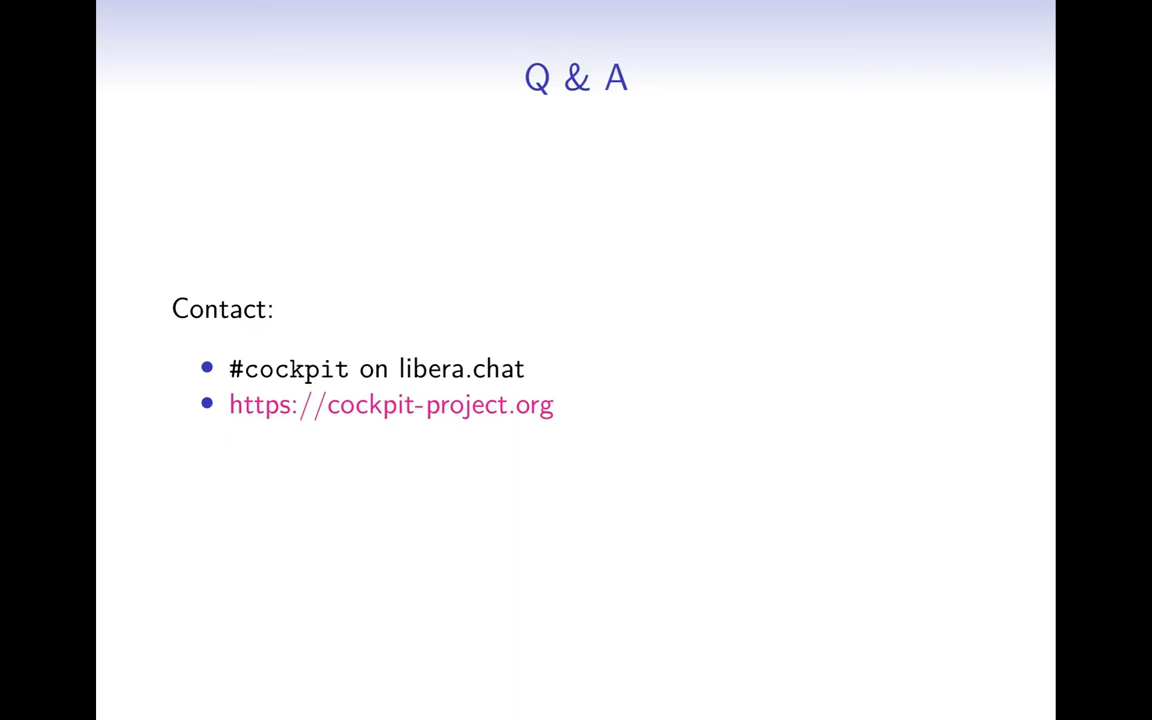 Q & A
Contact:
• #cockpit on libera.chat
• https://cockpit-project.org